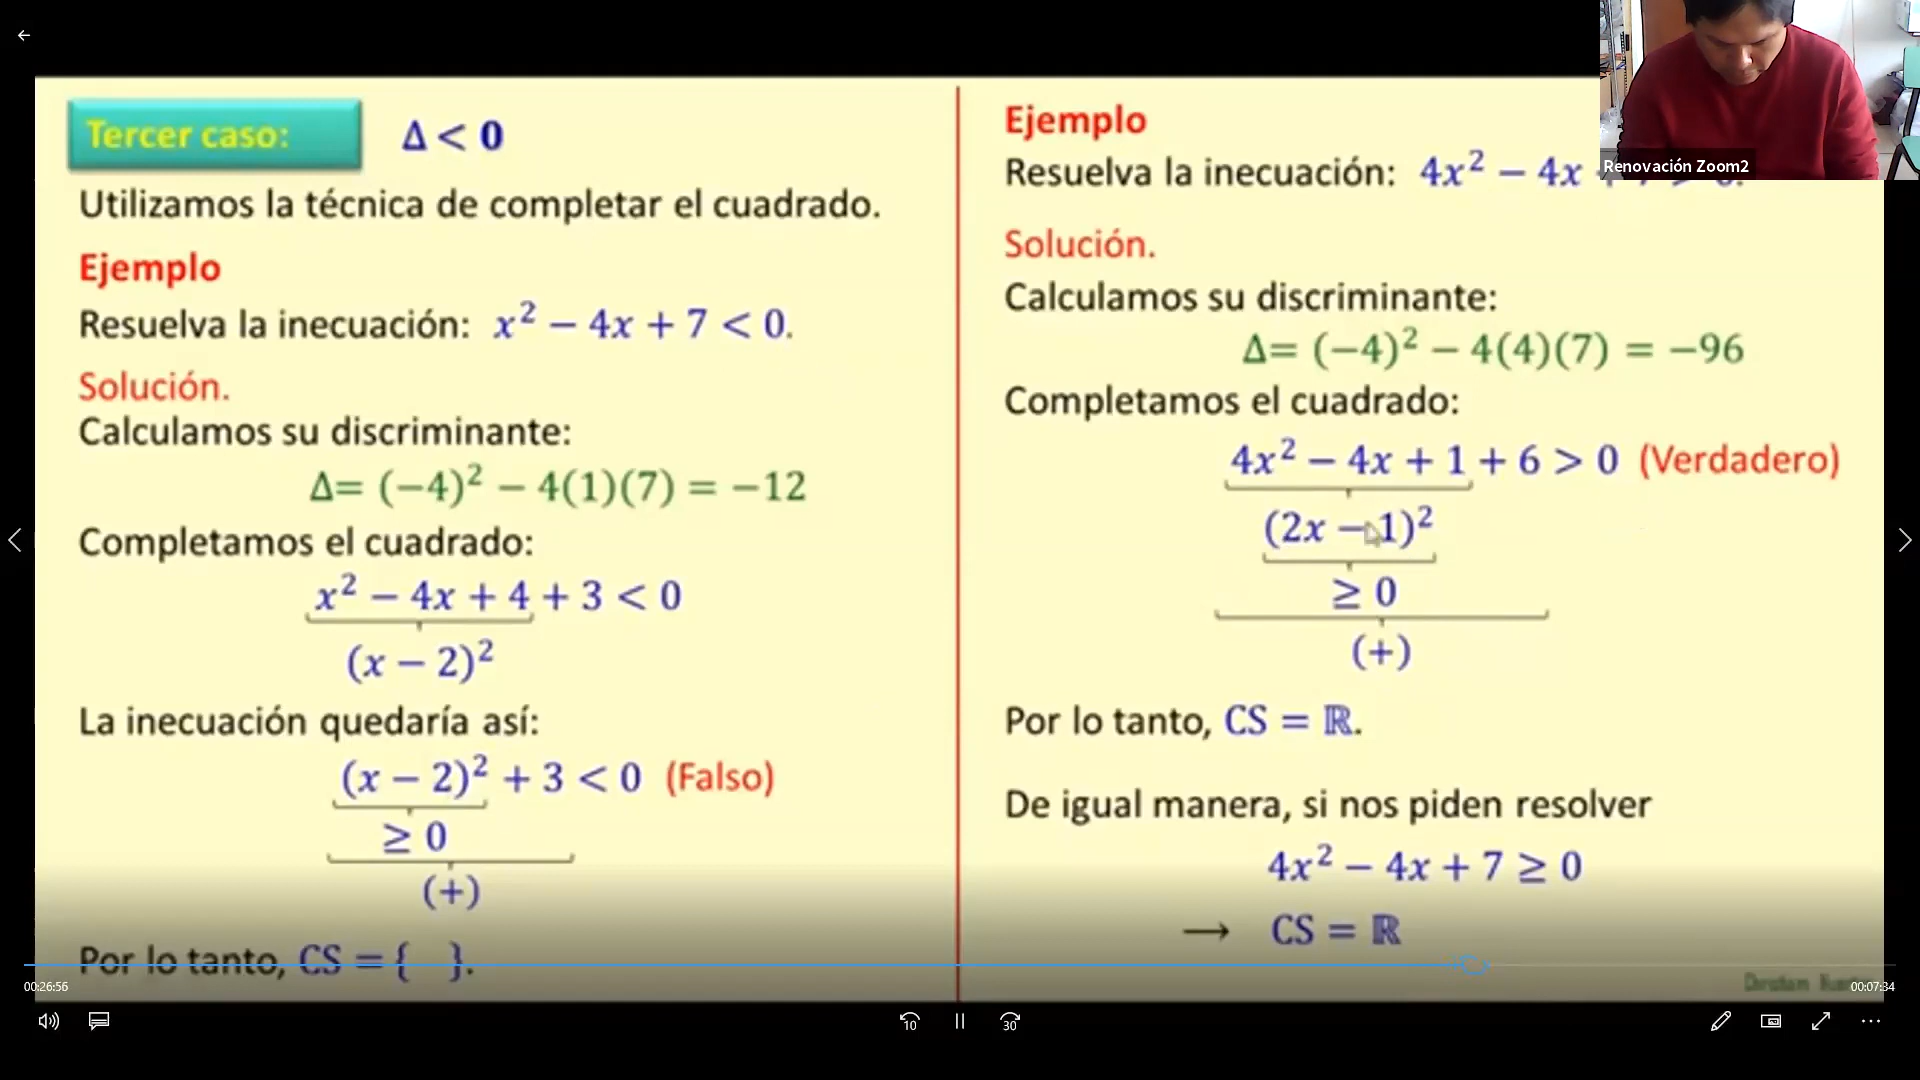 Tercer caso: Δ < 0
Utilizamos la técnica de completar el cuadrado.
Ejemplo
Resuelva la inecuación: x² − 4x + 7 < 0.
Solución.
Calculamos su discriminante:
Δ= (−4)² − 4(1)(7) = −12
Completamos el cuadrado:
x² − 4x + 4 + 3 < 0
(x − 2)²
La inecuación quedaría así:
(x − 2)² + 3 < 0 (Falso)
≥ 0
(+)
Por lo tanto, CS = { }.
Ejemplo
Resuelva la inecuación: 4x² − 4x
Solución.
Calculamos su discriminante:
Δ= (−4)² − 4(4)(7) = −96
Completamos el cuadrado:
4x² − 4x + 1 + 6 > 0 (Verdadero)
(2x − 1)²
≥ 0
(+)
Por lo tanto, CS = ℝ.
De igual manera, si nos piden resolver
4x² − 4x + 7 ≥ 0
→ CS = ℝ
Renovación Zoom2
00:26:56
00:07:34
10
30